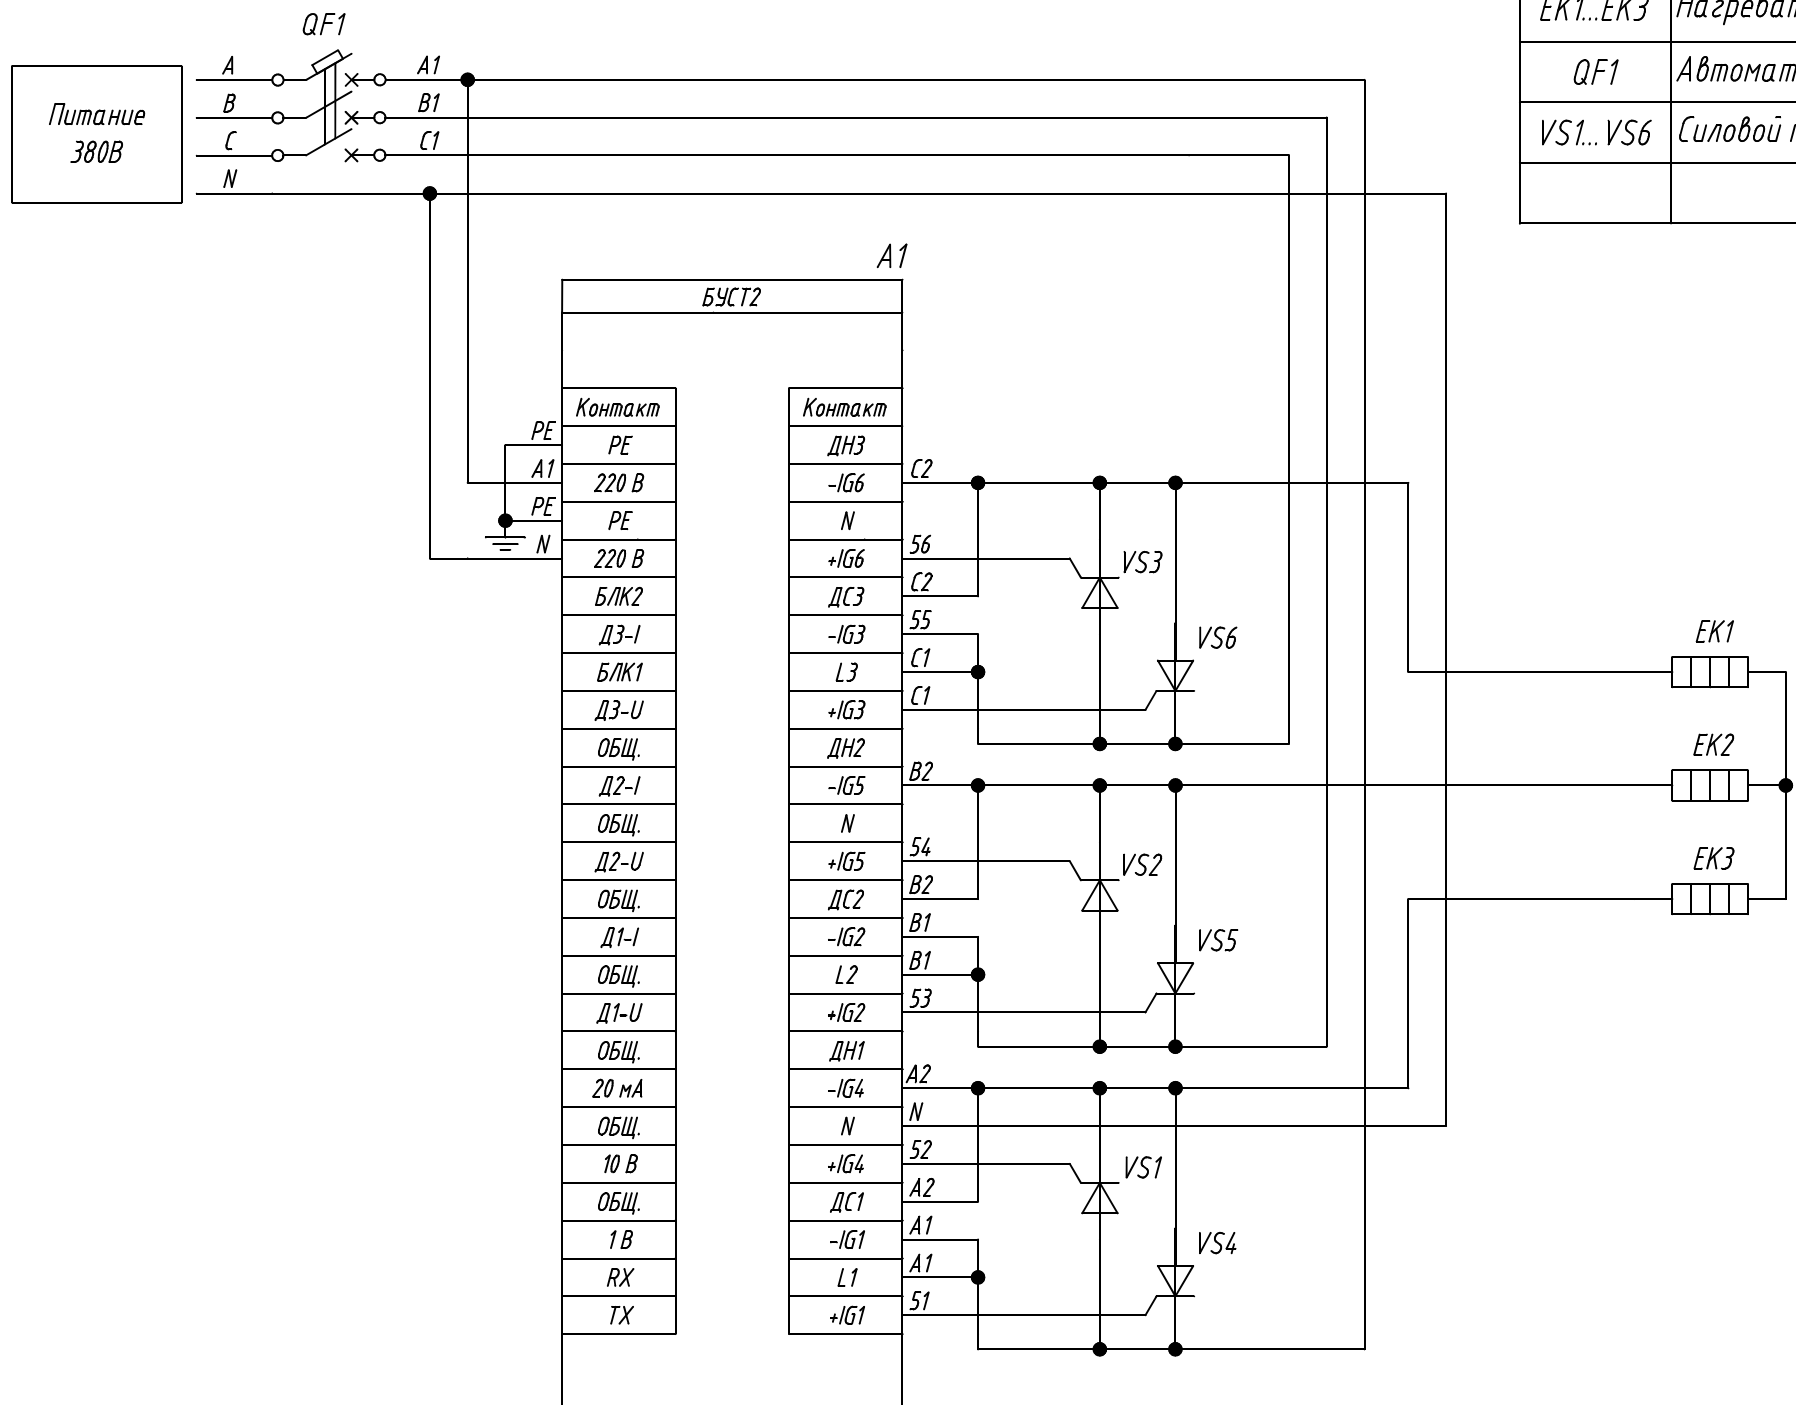 QF1
A
A1
B
B1
C
C1
N
Питание
380В
EK1...EK3
QF1
VS1...VS6
Силовой
A1
БУСТ2
Контакт
PE
PE
A1
220 В
PE
PE
N
220 В
БЛК2
Д3-I
БЛК1
Д3-U
ОБЩ.
Д2-I
ОБЩ.
Д2-U
ОБЩ.
Д1-I
ОБЩ.
Д1-U
ОБЩ.
20 мА
ОБЩ.
10 В
ОБЩ.
1 В
RX
TX
Контакт
ДН3
-IG6
C2
N
+IG6
56
ДС3
C2
-IG3
55
L3
C1
+IG3
C1
ДН2
-IG5
B2
N
+IG5
54
ДС2
B2
-IG2
B1
L2
B1
+IG2
53
ДН1
-IG4
A2
N
N
+IG4
52
ДС1
A2
-IG1
A1
L1
A1
+IG1
51
VS3
VS6
VS2
VS5
VS1
VS4
EK1
EK2
EK3